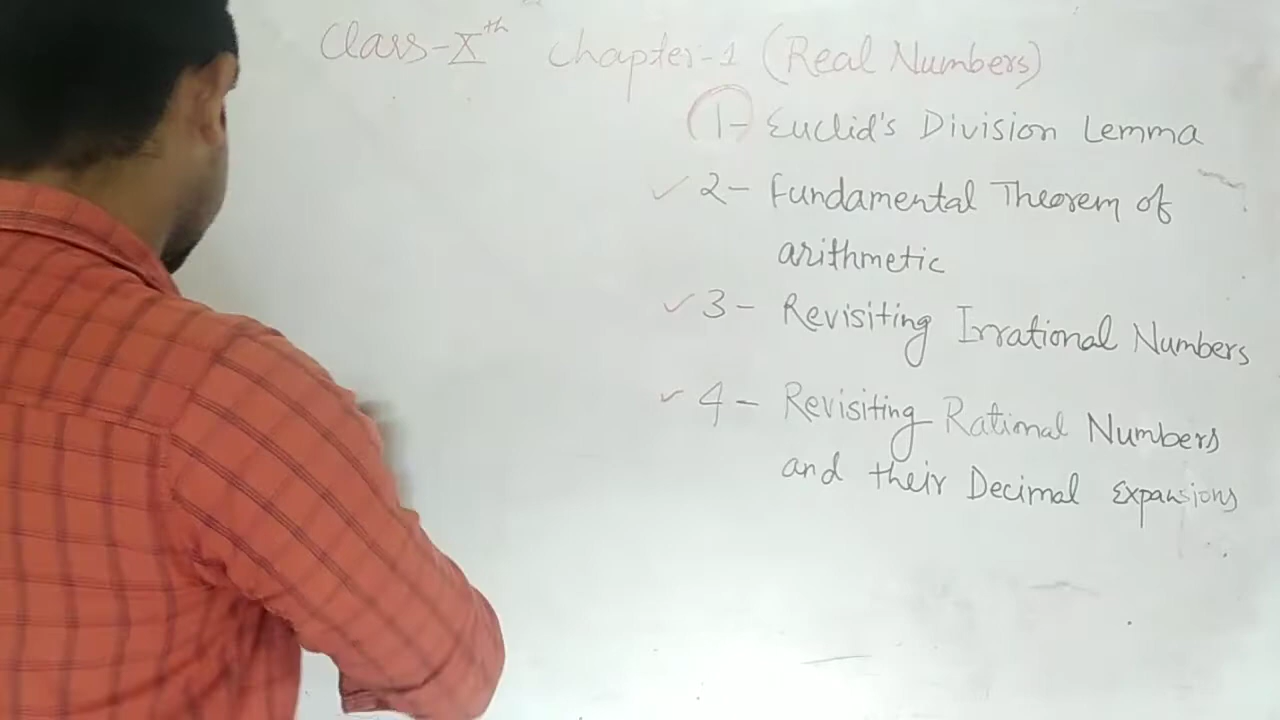 Class-Xth Chapter-1 (Real Numbers)
1- Euclid's Division Lemma
2- Fundamental Theorem of
arithmetic
3- Revisiting Irrational Numbers
4- Revisiting Rational Numbers
and their Decimal Expansions